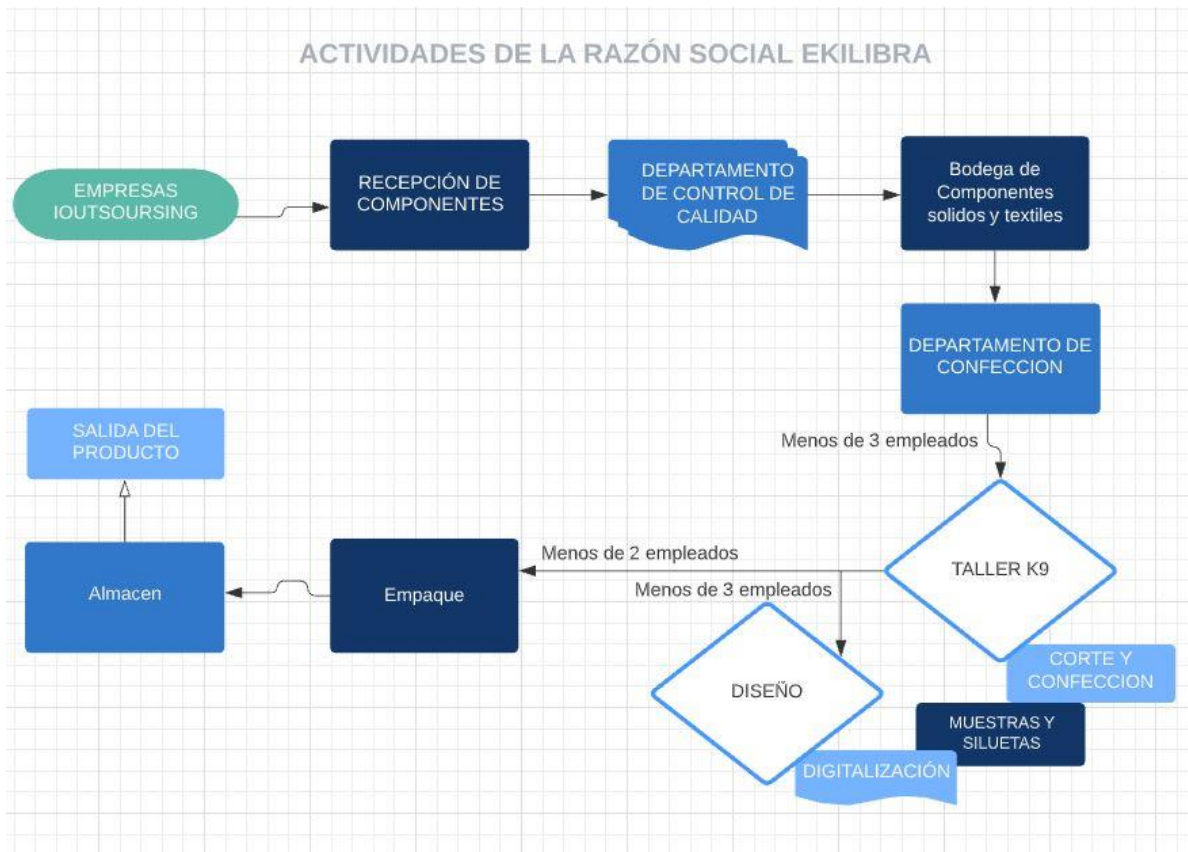 ACTIVIDADES DE LA RAZÓN SOCIAL EKILIBRA
EMPRESAS
IOUTSOURSING
RECEPCIÓN DE
COMPONENTES
DEPARTAMENTO
DE CONTROL DE
CALIDAD
Bodega de
Componentes
solidos y textiles
DEPARTAMENTO DE
CONFECCION
Menos de 3 empleados
TALLER K9
CORTE Y
CONFECCION
MUESTRAS Y
SILUETAS
Menos de 2 empleados
Menos de 3 empleados
DISEÑO
DIGITALIZACIÓN
Empaque
Almacen
SALIDA DEL
PRODUCTO